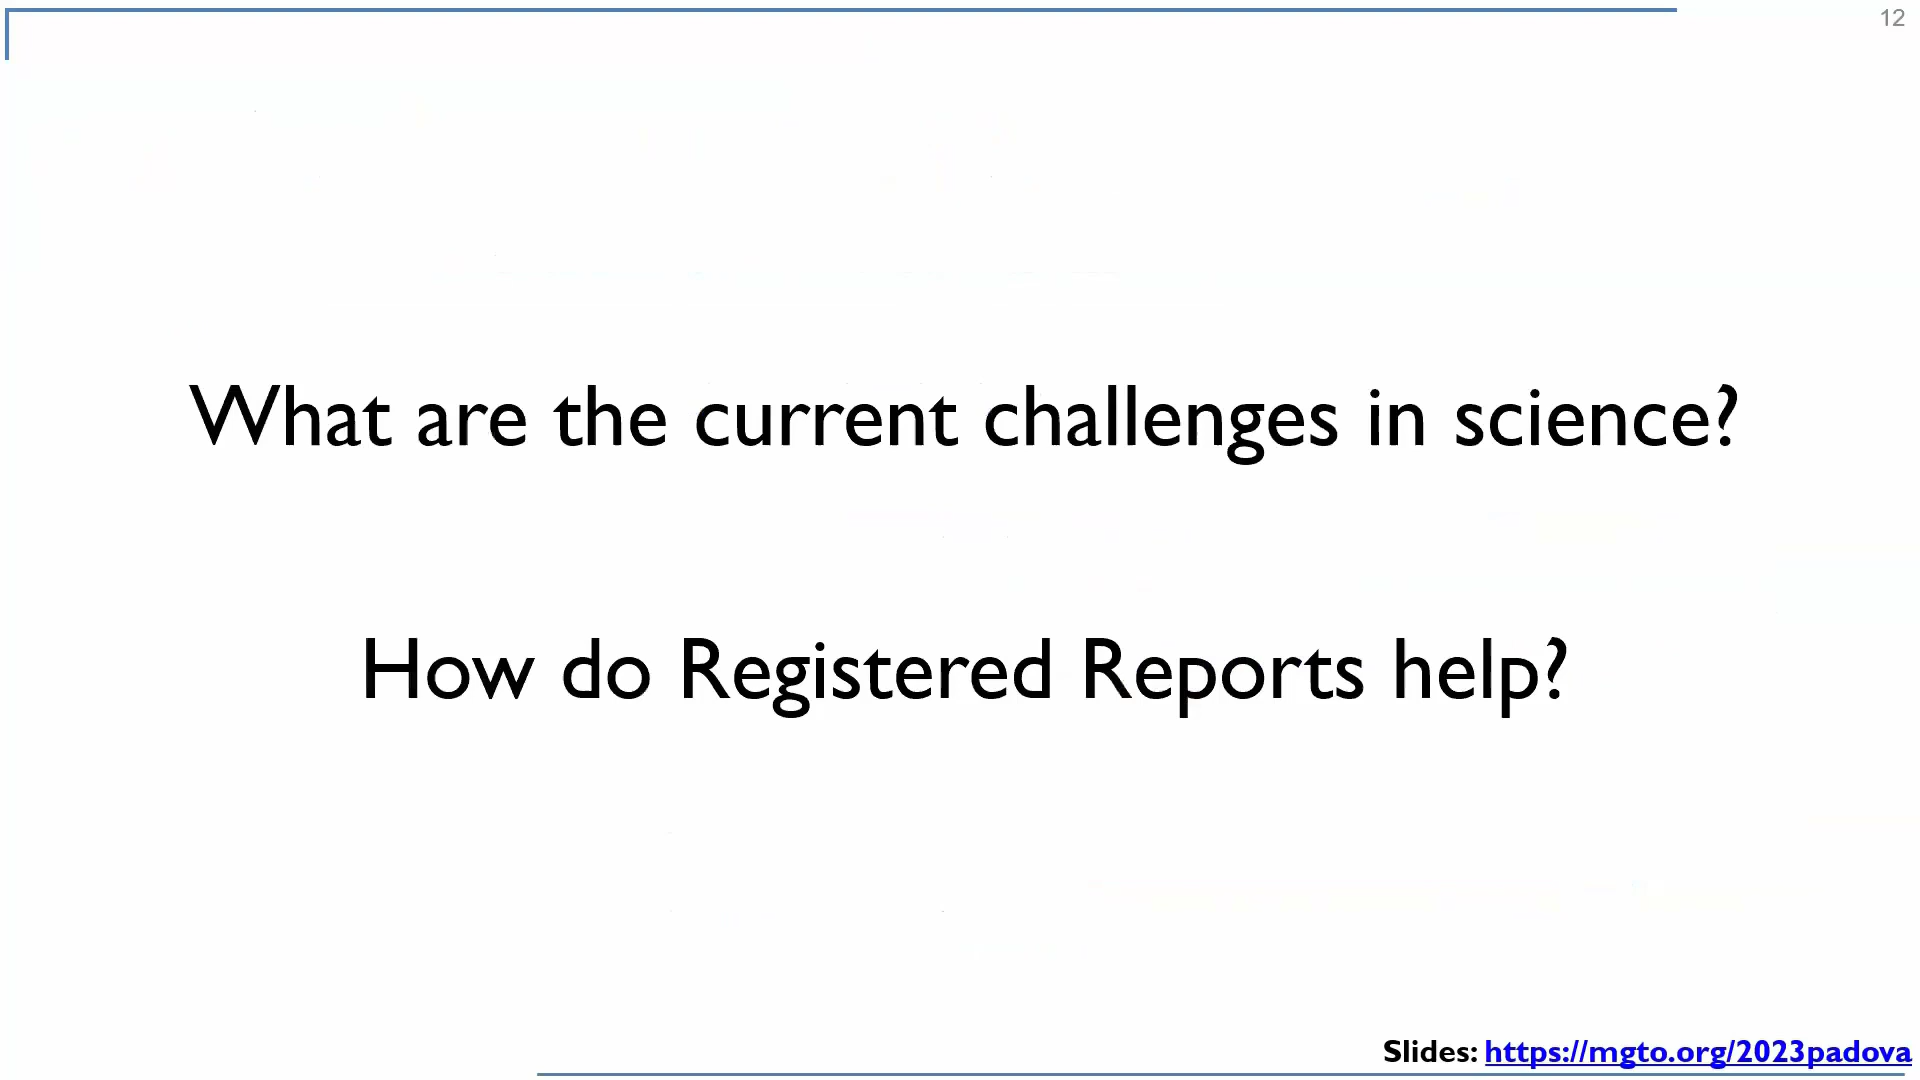 12
What are the current challenges in science?
How do Registered Reports help?
Slides: https://mgto.org/2023padova